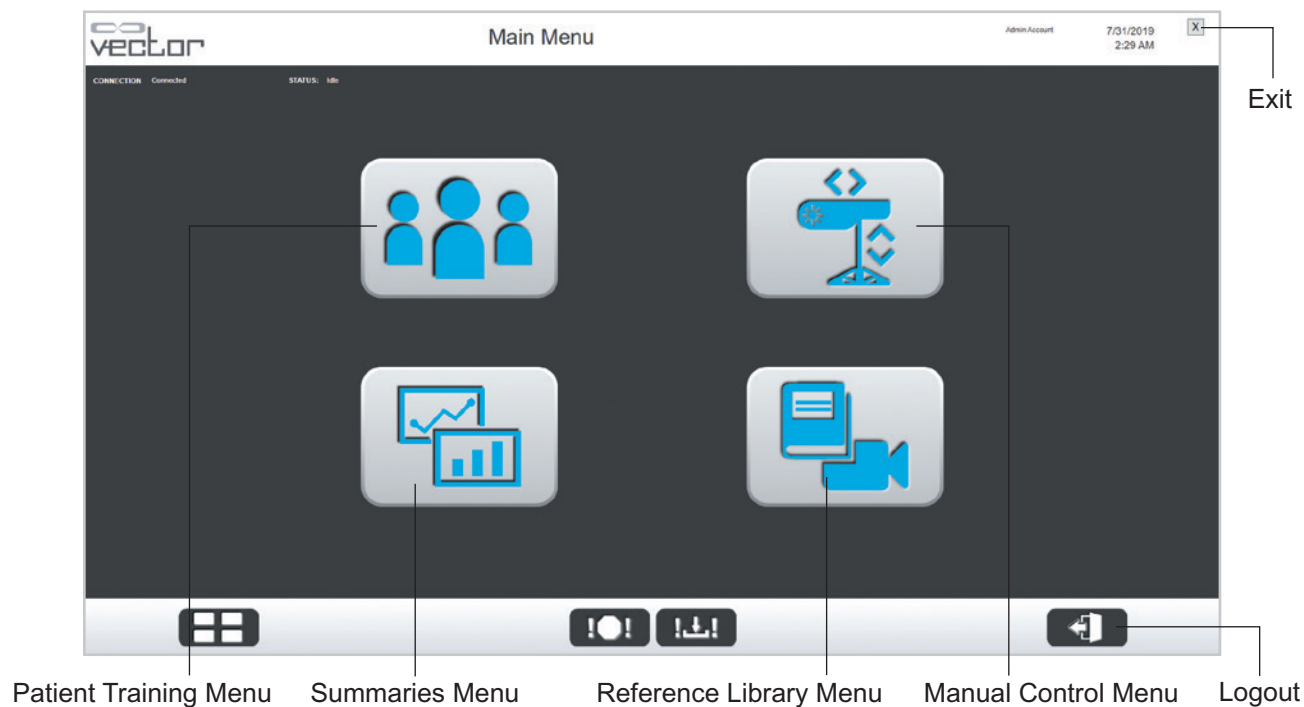 vector
Main Menu
Admin Account
7/31/2019
2:29 AM
X
Exit
CONNECTION Connected
STATUS: Idle
!●!
! !
Patient Training Menu
Summaries Menu
Reference Library Menu
Manual Control Menu
Logout